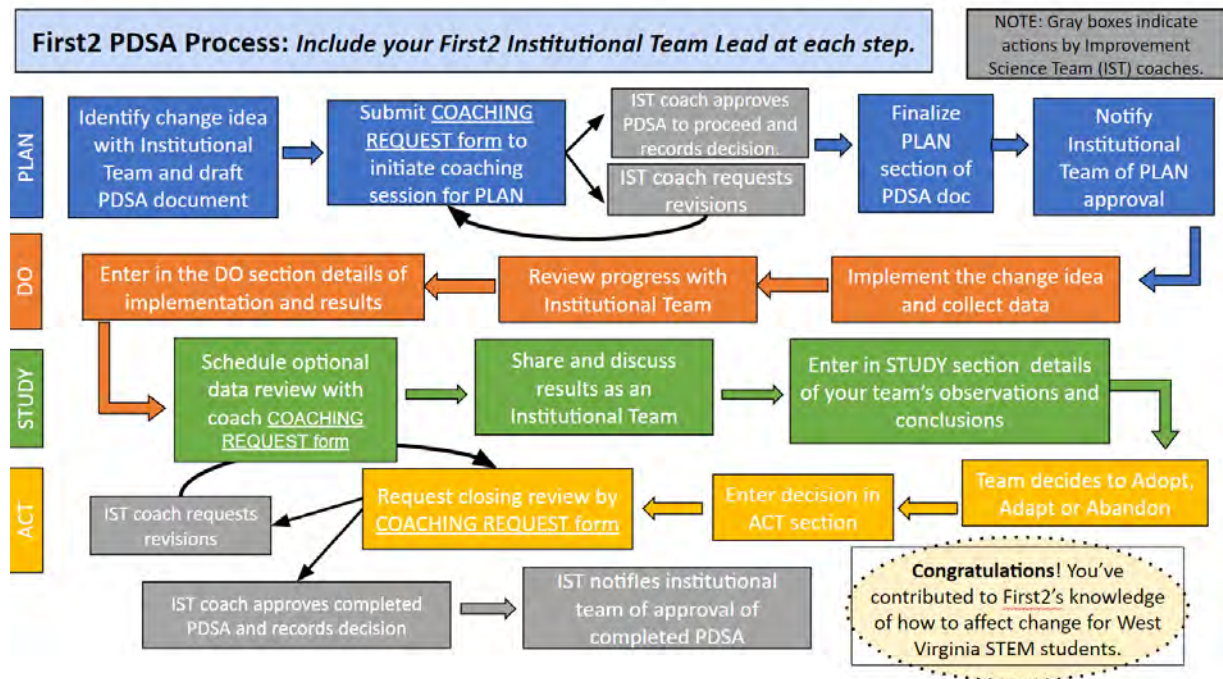 First2 PDSA Process: Include your First2 Institutional Team Lead at each step.
NOTE: Gray boxes indicate
actions by Improvement
Science Team (IST) coaches.
PLAN
Identify change idea
with Institutional
Team and draft
PDSA document
Submit COACHING
REQUEST form to
initiate coaching
session for PLAN
IST coach approves
PDSA to proceed and
records decision.
IST coach requests
revisions
Finalize
PLAN
section of
PDSA doc
Notify
Institutional
Team of PLAN
approval
DO
Enter in the DO section details of
implementation and results
Review progress with
Institutional Team
Implement the change idea
and collect data
STUDY
Schedule optional
data review with
coach COACHING
REQUEST form
Share and discuss
results as an
Institutional Team
Enter in STUDY section details
of your team's observations and
conclusions
ACT
IST coach requests
revisions
Request closing review by
COACHING REQUEST form
Enter decision in
ACT section
Team decides to Adopt,
Adapt or Abandon
IST coach approves completed
PDSA and records decision
IST notifies institutional
team of approval of
completed PDSA
Congratulations! You've
contributed to First2's knowledge
of how to affect change for West
Virginia STEM students.